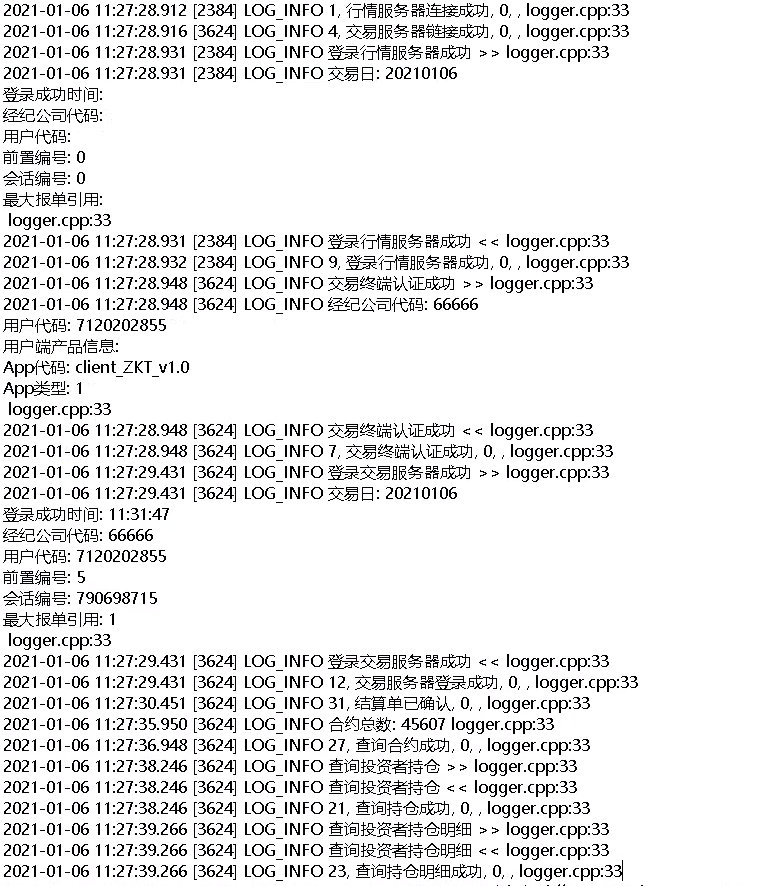 2021-01-06 11:27:28.912 [2384] LOG_INFO 1, 行情服务器连接成功, 0, , logger.cpp:33
2021-01-06 11:27:28.916 [3624] LOG_INFO 4, 交易服务器链接成功, 0, , logger.cpp:33
2021-01-06 11:27:28.931 [2384] LOG_INFO 登录行情服务器成功 >> logger.cpp:33
2021-01-06 11:27:28.931 [2384] LOG_INFO 交易日: 20210106
登录成功时间:
经纪公司代码:
用户代码:
前置编号: 0
会话编号: 0
最大报单引用:
logger.cpp:33
2021-01-06 11:27:28.931 [2384] LOG_INFO 登录行情服务器成功 << logger.cpp:33
2021-01-06 11:27:28.932 [2384] LOG_INFO 9, 登录行情服务器成功, 0, , logger.cpp:33
2021-01-06 11:27:28.948 [3624] LOG_INFO 交易终端认证成功 >> logger.cpp:33
2021-01-06 11:27:28.948 [3624] LOG_INFO 经纪公司代码: 66666
用户代码: 7120202855
用户端产品信息:
App代码: client_ZKT_v1.0
App类型: 1
logger.cpp:33
2021-01-06 11:27:28.948 [3624] LOG_INFO 交易终端认证成功 << logger.cpp:33
2021-01-06 11:27:28.948 [3624] LOG_INFO 7, 交易终端认证成功, 0, , logger.cpp:33
2021-01-06 11:27:29.431 [3624] LOG_INFO 登录交易服务器成功 >> logger.cpp:33
2021-01-06 11:27:29.431 [3624] LOG_INFO 交易日: 20210106
登录成功时间: 11:31:47
经纪公司代码: 66666
用户代码: 7120202855
前置编号: 5
会话编号: 790698715
最大报单引用: 1
logger.cpp:33
2021-01-06 11:27:29.431 [3624] LOG_INFO 登录交易服务器成功 << logger.cpp:33
2021-01-06 11:27:29.431 [3624] LOG_INFO 12, 交易服务器登录成功, 0, , logger.cpp:33
2021-01-06 11:27:30.451 [3624] LOG_INFO 31, 结算单已确认, 0, , logger.cpp:33
2021-01-06 11:27:35.950 [3624] LOG_INFO 合约总数: 45607 logger.cpp:33
2021-01-06 11:27:36.948 [3624] LOG_INFO 27, 查询合约成功, 0, , logger.cpp:33
2021-01-06 11:27:38.246 [3624] LOG_INFO 查询投资者持仓 >> logger.cpp:33
2021-01-06 11:27:38.246 [3624] LOG_INFO 查询投资者持仓 << logger.cpp:33
2021-01-06 11:27:38.246 [3624] LOG_INFO 21, 查询持仓成功, 0, , logger.cpp:33
2021-01-06 11:27:39.266 [3624] LOG_INFO 查询投资者持仓明细 >> logger.cpp:33
2021-01-06 11:27:39.266 [3624] LOG_INFO 查询投资者持仓明细 << logger.cpp:33
2021-01-06 11:27:39.266 [3624] LOG_INFO 23, 查询持仓明细成功, 0, , logger.cpp:33